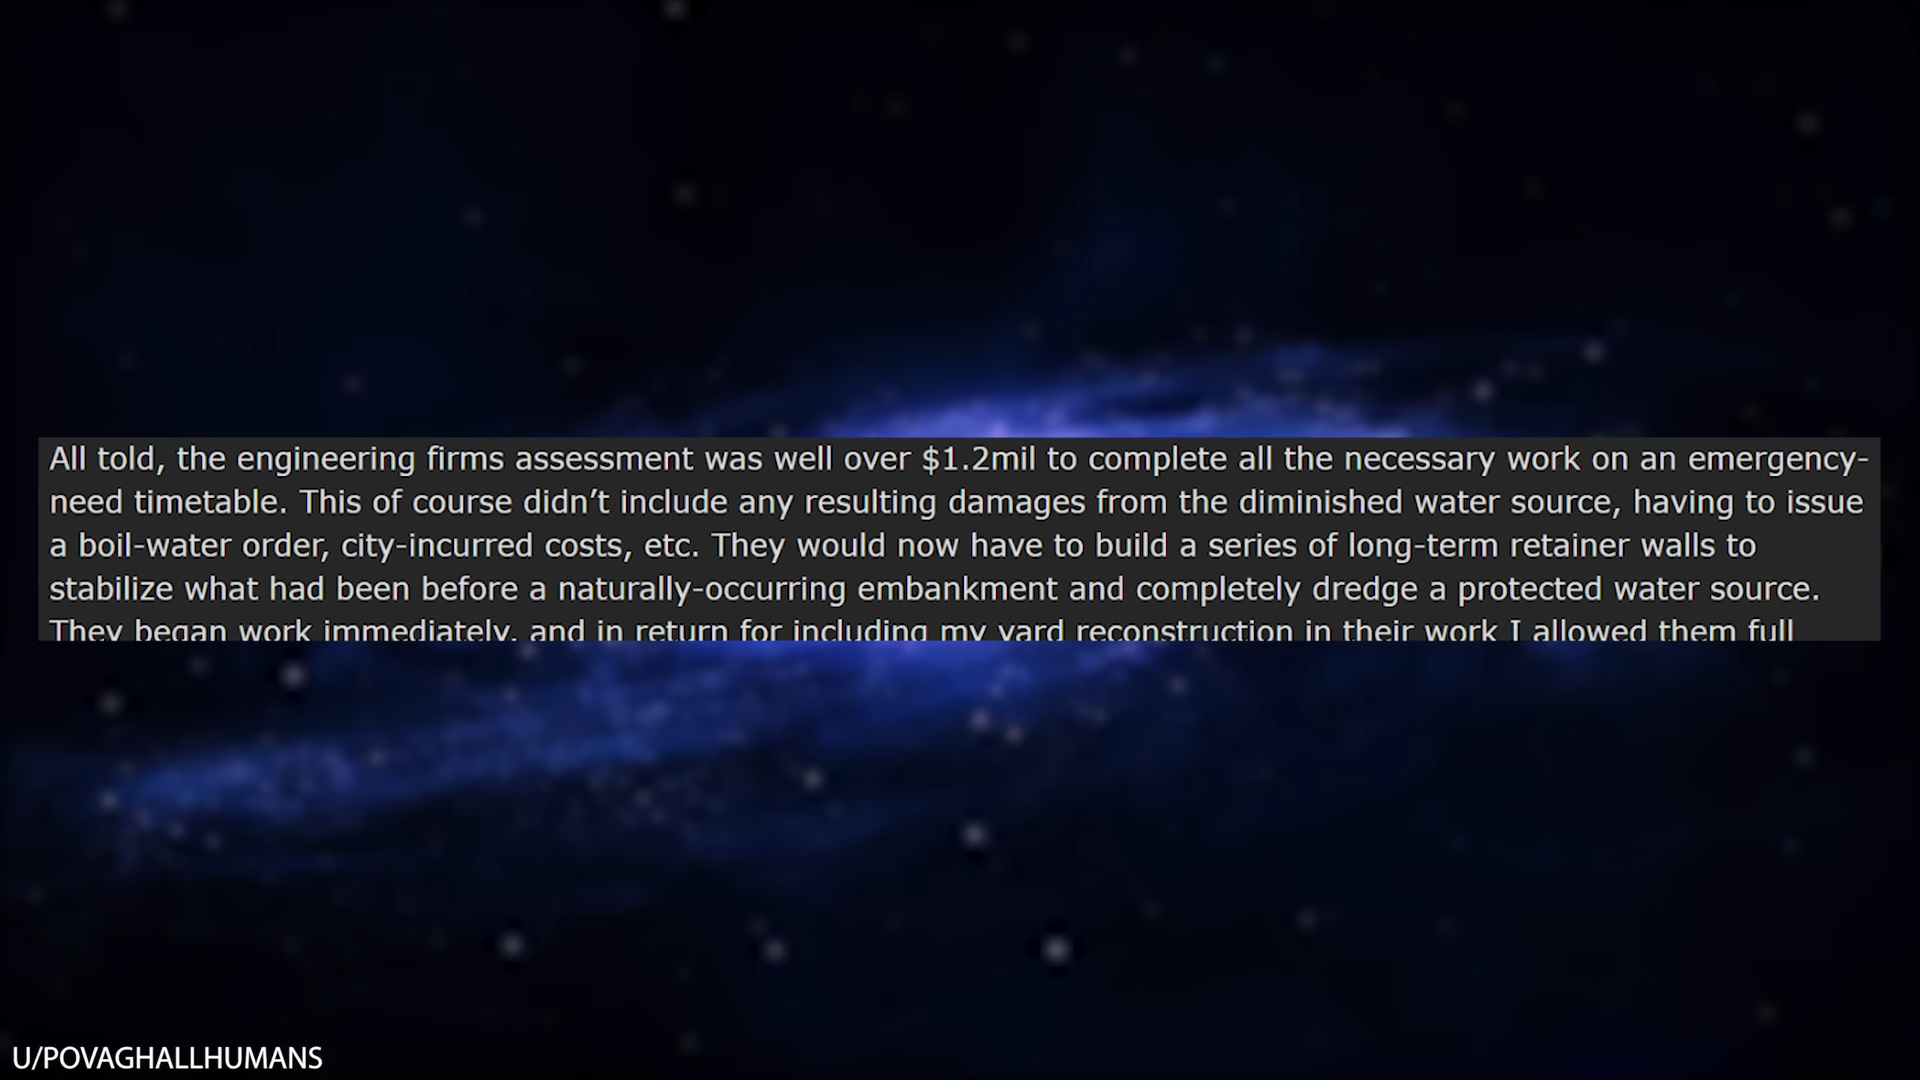 All told, the engineering firms assessment was well over $1.2mil to complete all the necessary work on an emergency-
need timetable. This of course didn’t include any resulting damages from the diminished water source, having to issue
a boil-water order, city-incurred costs, etc. They would now have to build a series of long-term retainer walls to
stabilize what had been before a naturally-occurring embankment and completely dredge a protected water source.
They began work immediately, and in return for including my yard reconstruction in their work I allowed them full
U/POVAGHALLHUMANS